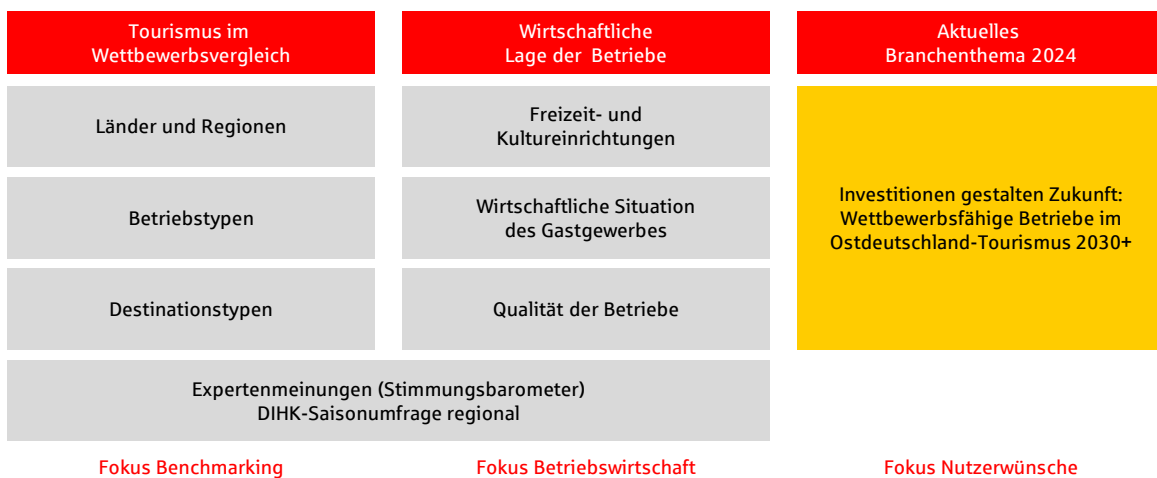 Tourismus im
Wettbewerbsvergleich
Länder und Regionen
Betriebstypen
Destinationstypen
Wirtschaftliche
Lage der Betriebe
Freizeit- und
Kultureinrichtungen
Wirtschaftliche Situation
des Gastgewerbes
Qualität der Betriebe
Expertenmeinungen (Stimmungsbarometer)
DIHK-Saisonumfrage regional
Aktuelles
Branchenthema 2024
Investitionen gestalten Zukunft:
Wettbewerbsfähige Betriebe im
Ostdeutschland-Tourismus 2030+
Fokus Benchmarking
Fokus Betriebswirtschaft
Fokus Nutzerwünsche